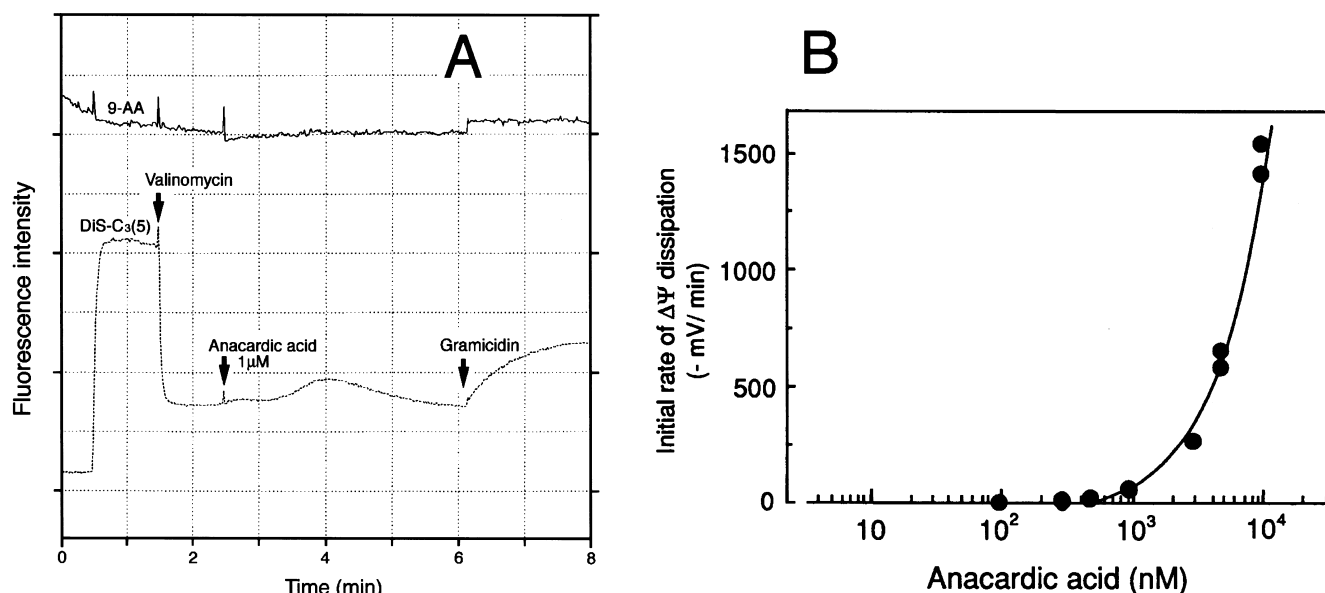 A
9-AA
Valinomycin
DiS-C₃(5)
Anacardic acid
1μM
Gramicidin
Fluorescence intensity
0 2 4 6 8
Time (min)
B
1500
1000
500
0
Initial rate of ΔΨ dissipation
(- mV/ min)
10 10² 10³ 10⁴
Anacardic acid (nM)